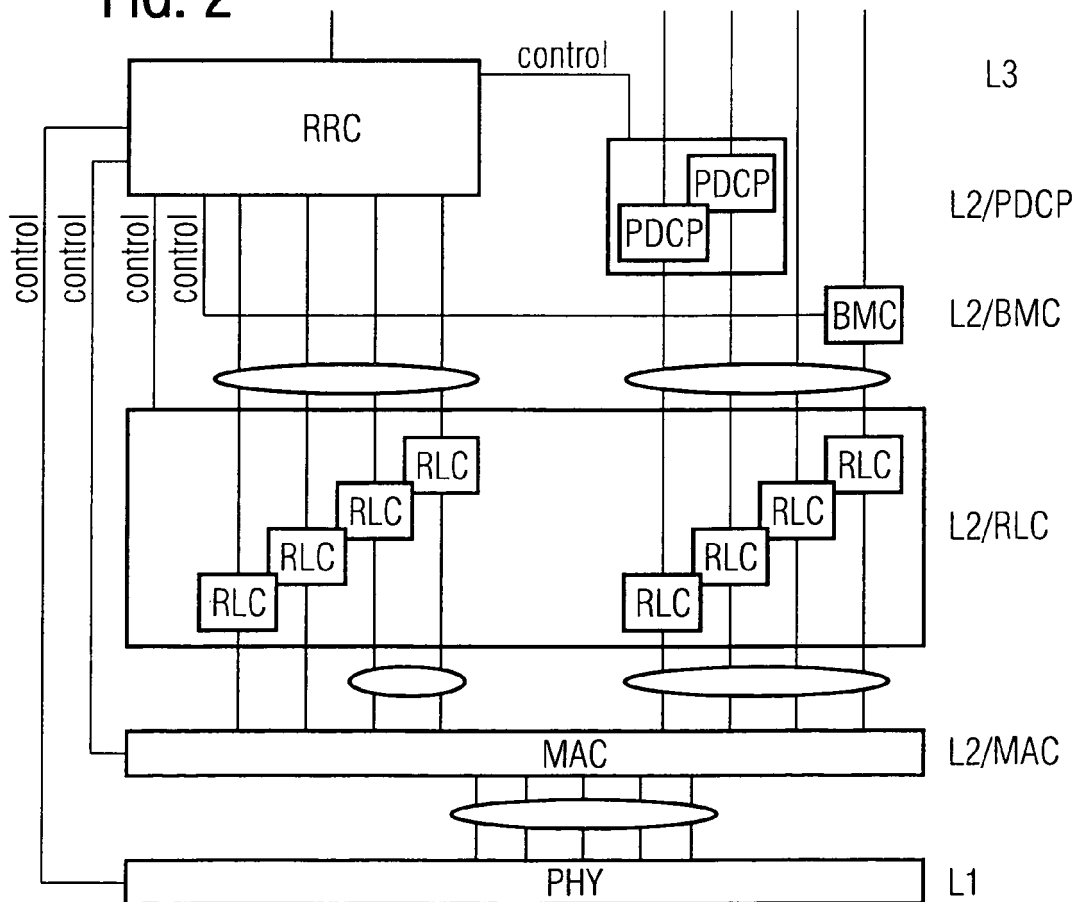 FIG. 2
control
L3
RRC
PDCP
L2/PDCP
PDCP
control
control
control
control
BMC
L2/BMC
RLC
RLC
RLC
RLC
L2/RLC
RLC
RLC
RLC
RLC
MAC
L2/MAC
PHY
L1